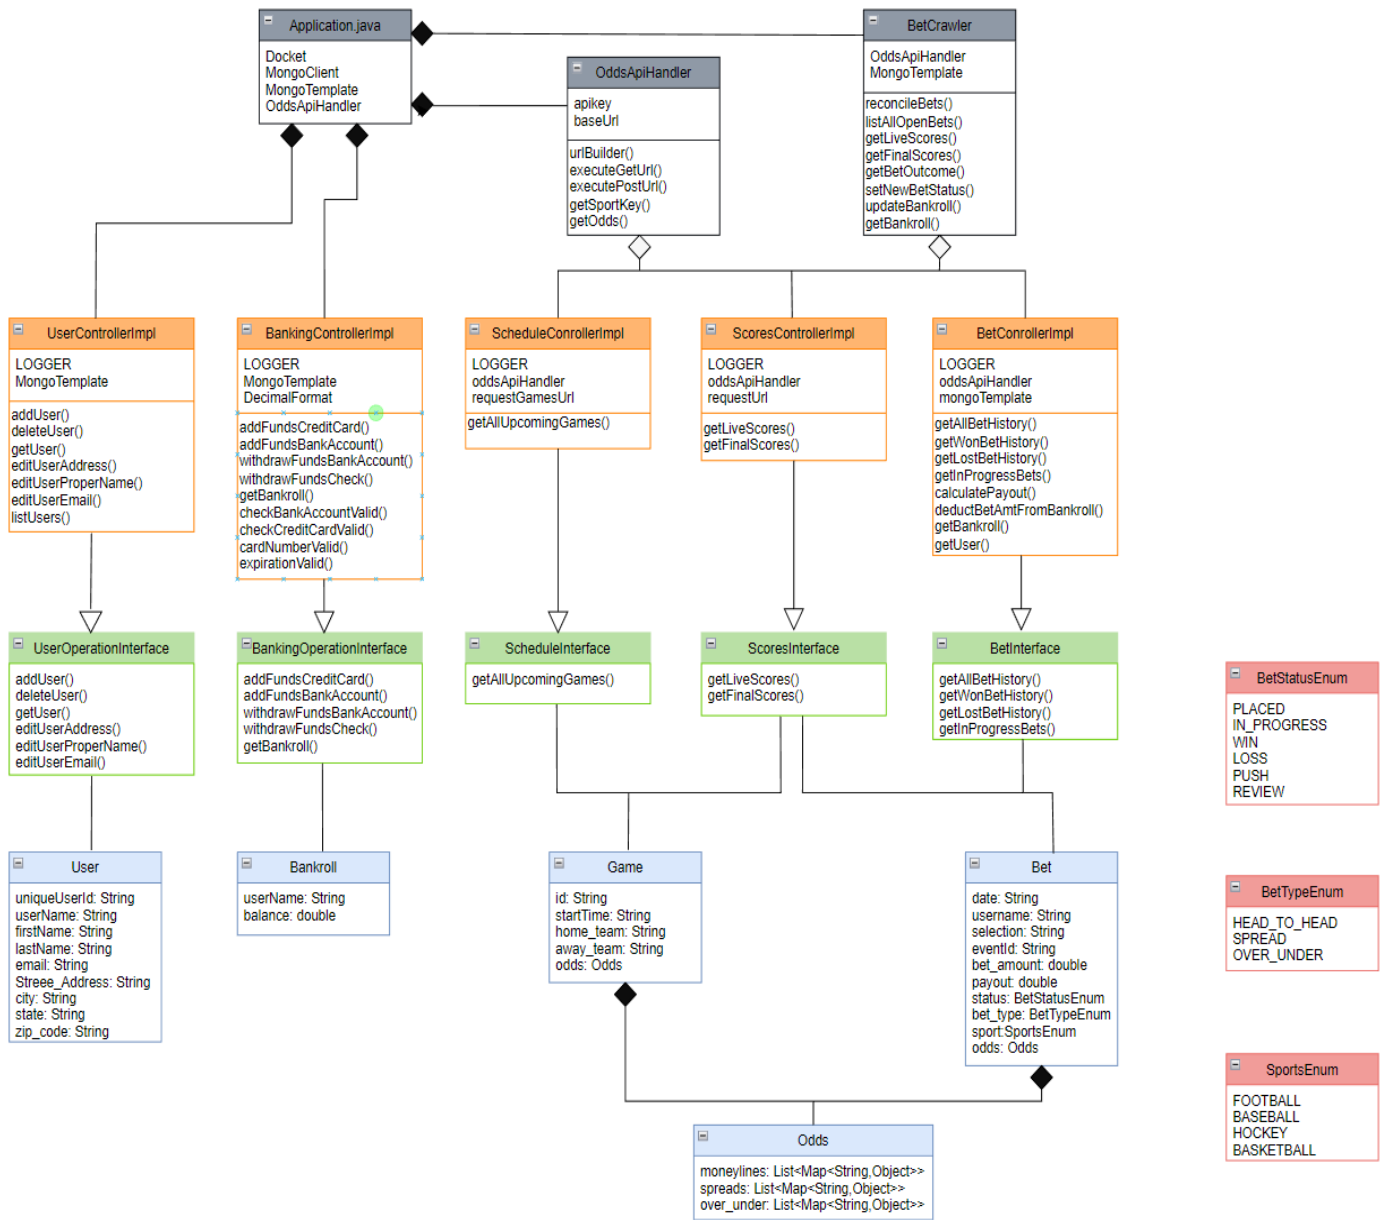 Application.java
Docket
MongoClient
MongoTemplate
OddsApiHandler
OddsApiHandler
apikey
baseUrl
urlBuilder()
executeGetUrl()
executePostUrl()
getSportKey()
getOdds()
BetCrawler
OddsApiHandler
MongoTemplate
reconcileBets()
listAllOpenBets()
getLiveScores()
getFinalScores()
getBetOutcome()
setNewBetStatus()
updateBankroll()
getBankroll()
UserControllerImpl
LOGGER
MongoTemplate
addUser()
deleteUser()
getUser()
editUserAddress()
editUserProperName()
editUserEmail()
listUsers()
BankingControllerImpl
LOGGER
MongoTemplate
DecimalFormat
addFundsCreditCard()
addFundsBankAccount()
withdrawFundsBankAccount()
withdrawFundsCheck()
getBankroll()
checkBankAccountValid()
checkCreditCardValid()
cardNumberValid()
expirationValid()
ScheduleConrollerImpl
LOGGER
oddsApiHandler
requestGamesUrl
getAllUpcomingGames()
ScoresControllerImpl
LOGGER
oddsApiHandler
requestUrl
getLiveScores()
getFinalScores()
BetConrollerImpl
LOGGER
oddsApiHandler
mongoTemplate
getAllBetHistory()
getWonBetHistory()
getLostBetHistory()
getInProgressBets()
calculatePayout()
deductBetAmtFromBankroll()
getBankroll()
getUser()
UserOperationInterface
addUser()
deleteUser()
getUser()
editUserAddress()
editUserProperName()
editUserEmail()
BankingOperationInterface
addFundsCreditCard()
addFundsBankAccount()
withdrawFundsBankAccount()
withdrawFundsCheck()
getBankroll()
ScheduleInterface
getAllUpcomingGames()
ScoresInterface
getLiveScores()
getFinalScores()
BetInterface
getAllBetHistory()
getWonBetHistory()
getLostBetHistory()
getInProgressBets()
BetStatusEnum
PLACED
IN_PROGRESS
WIN
LOSS
PUSH
REVIEW
User
uniqueUserId: String
userName: String
firstName: String
lastName: String
email: String
Streee_Address: String
city: String
state: String
zip_code: String
Bankroll
userName: String
balance: double
Game
id: String
startTime: String
home_team: String
away_team: String
odds: Odds
Bet
date: String
username: String
selection: String
eventId: String
bet_amount: double
payout: double
status: BetStatusEnum
bet_type: BetTypeEnum
sport:SportsEnum
odds: Odds
BetTypeEnum
HEAD_TO_HEAD
SPREAD
OVER_UNDER
SportsEnum
FOOTBALL
BASEBALL
HOCKEY
BASKETBALL
Odds
moneylines: List<Map<String,Object>>
spreads: List<Map<String,Object>>
over_under: List<Map<String,Object>>